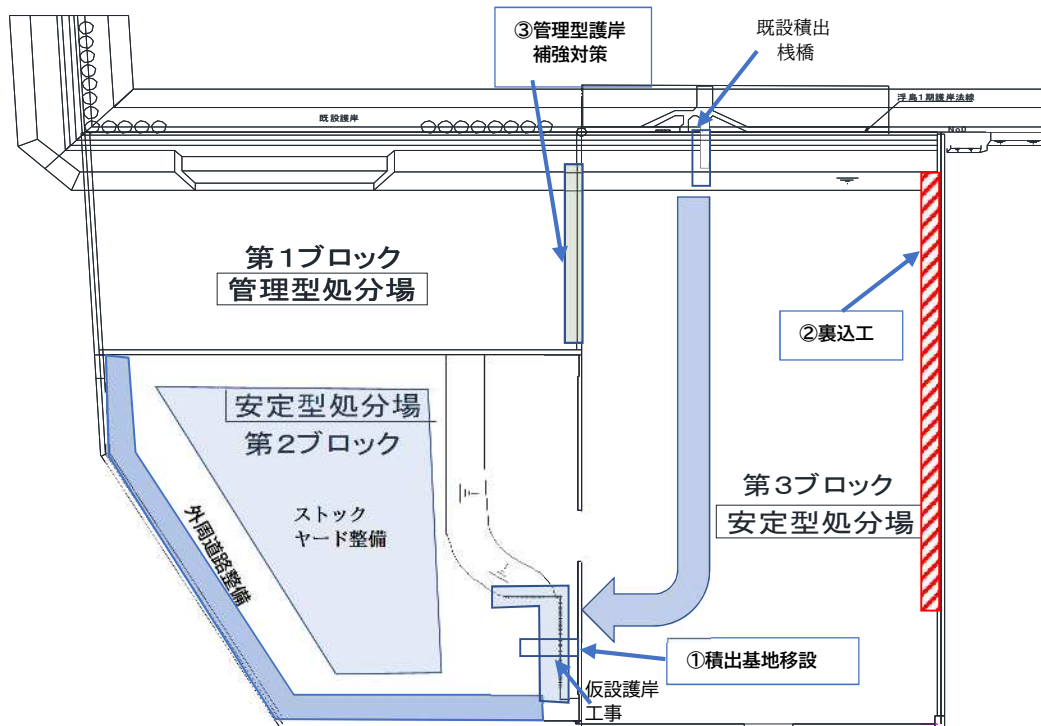 ③管理型護岸
補強対策
既設積出
桟橋
浮島1期護岸法線
既設護岸
No.0
第1ブロック
管理型処分場
②裏込工
安定型処分場
第2ブロック
ストック
ヤード整備
外周道路整備
第3ブロック
安定型処分場
①積出基地移設
仮設護岸
工事